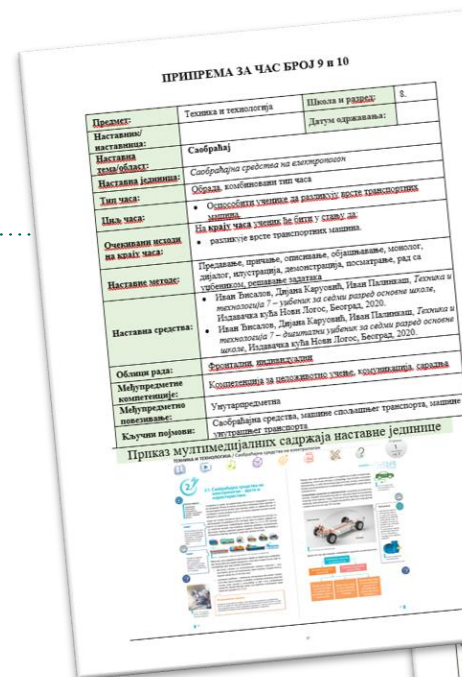 ПРИПРЕМА ЗА ЧАС БРОЈ 9 и 10
Предмет:
Техника и технологија
Школа и разред:
8.
Наставник/
наставница:
Датум одржавања:
Наставна
тема/област:
Саобраћај
Наставна јединица:
Саобраћајна средства на електропогон
Тип часа:
Обрада, комбиновани тип часа
Циљ часа:
• Оспособити ученике да разликују врсте транспортних
машина.
Очекивани исходи
на крају часа:
На крају часа ученик ће бити у стању да:
• разликује врсте транспортних машина.
Наставне методе:
Предавање, причање, описивање, објашњавање, монолог,
дијалог, илустрација, демонстрација, посматрање, рад са
уџбеником, решавање задатака
Наставна средства:
• Иван Ђисалов, Дијана Каруовић, Иван Палинкаш, Техника и
технологија 7 – уџбеник за седми разред основне школе,
Издавачка кућа Нови Логос, Београд, 2020.
• Иван Ђисалов, Дијана Каруовић, Иван Палинкаш, Техника и
технологија 7 – дигитални уџбеник за седми разред основне
школе, Издавачка кућа Нови Логос, Београд, 2020.
Облици рада:
Фронтални, индивидуални
Међупредметне
компетенције:
Компетенција за целоживотно учење, комуникација, сарадња
Међупредметно
повезивање:
Унутарпредметна
Кључни појмови:
Саобраћајна средства, машине спољашњег транспорта, машине
унутрашњег транспорта
Приказ мултимедијалних садржаја наставне јединице
ТЕХНИКА И ТЕХНОЛОГИЈА / Саобраћајна средства на електропогон